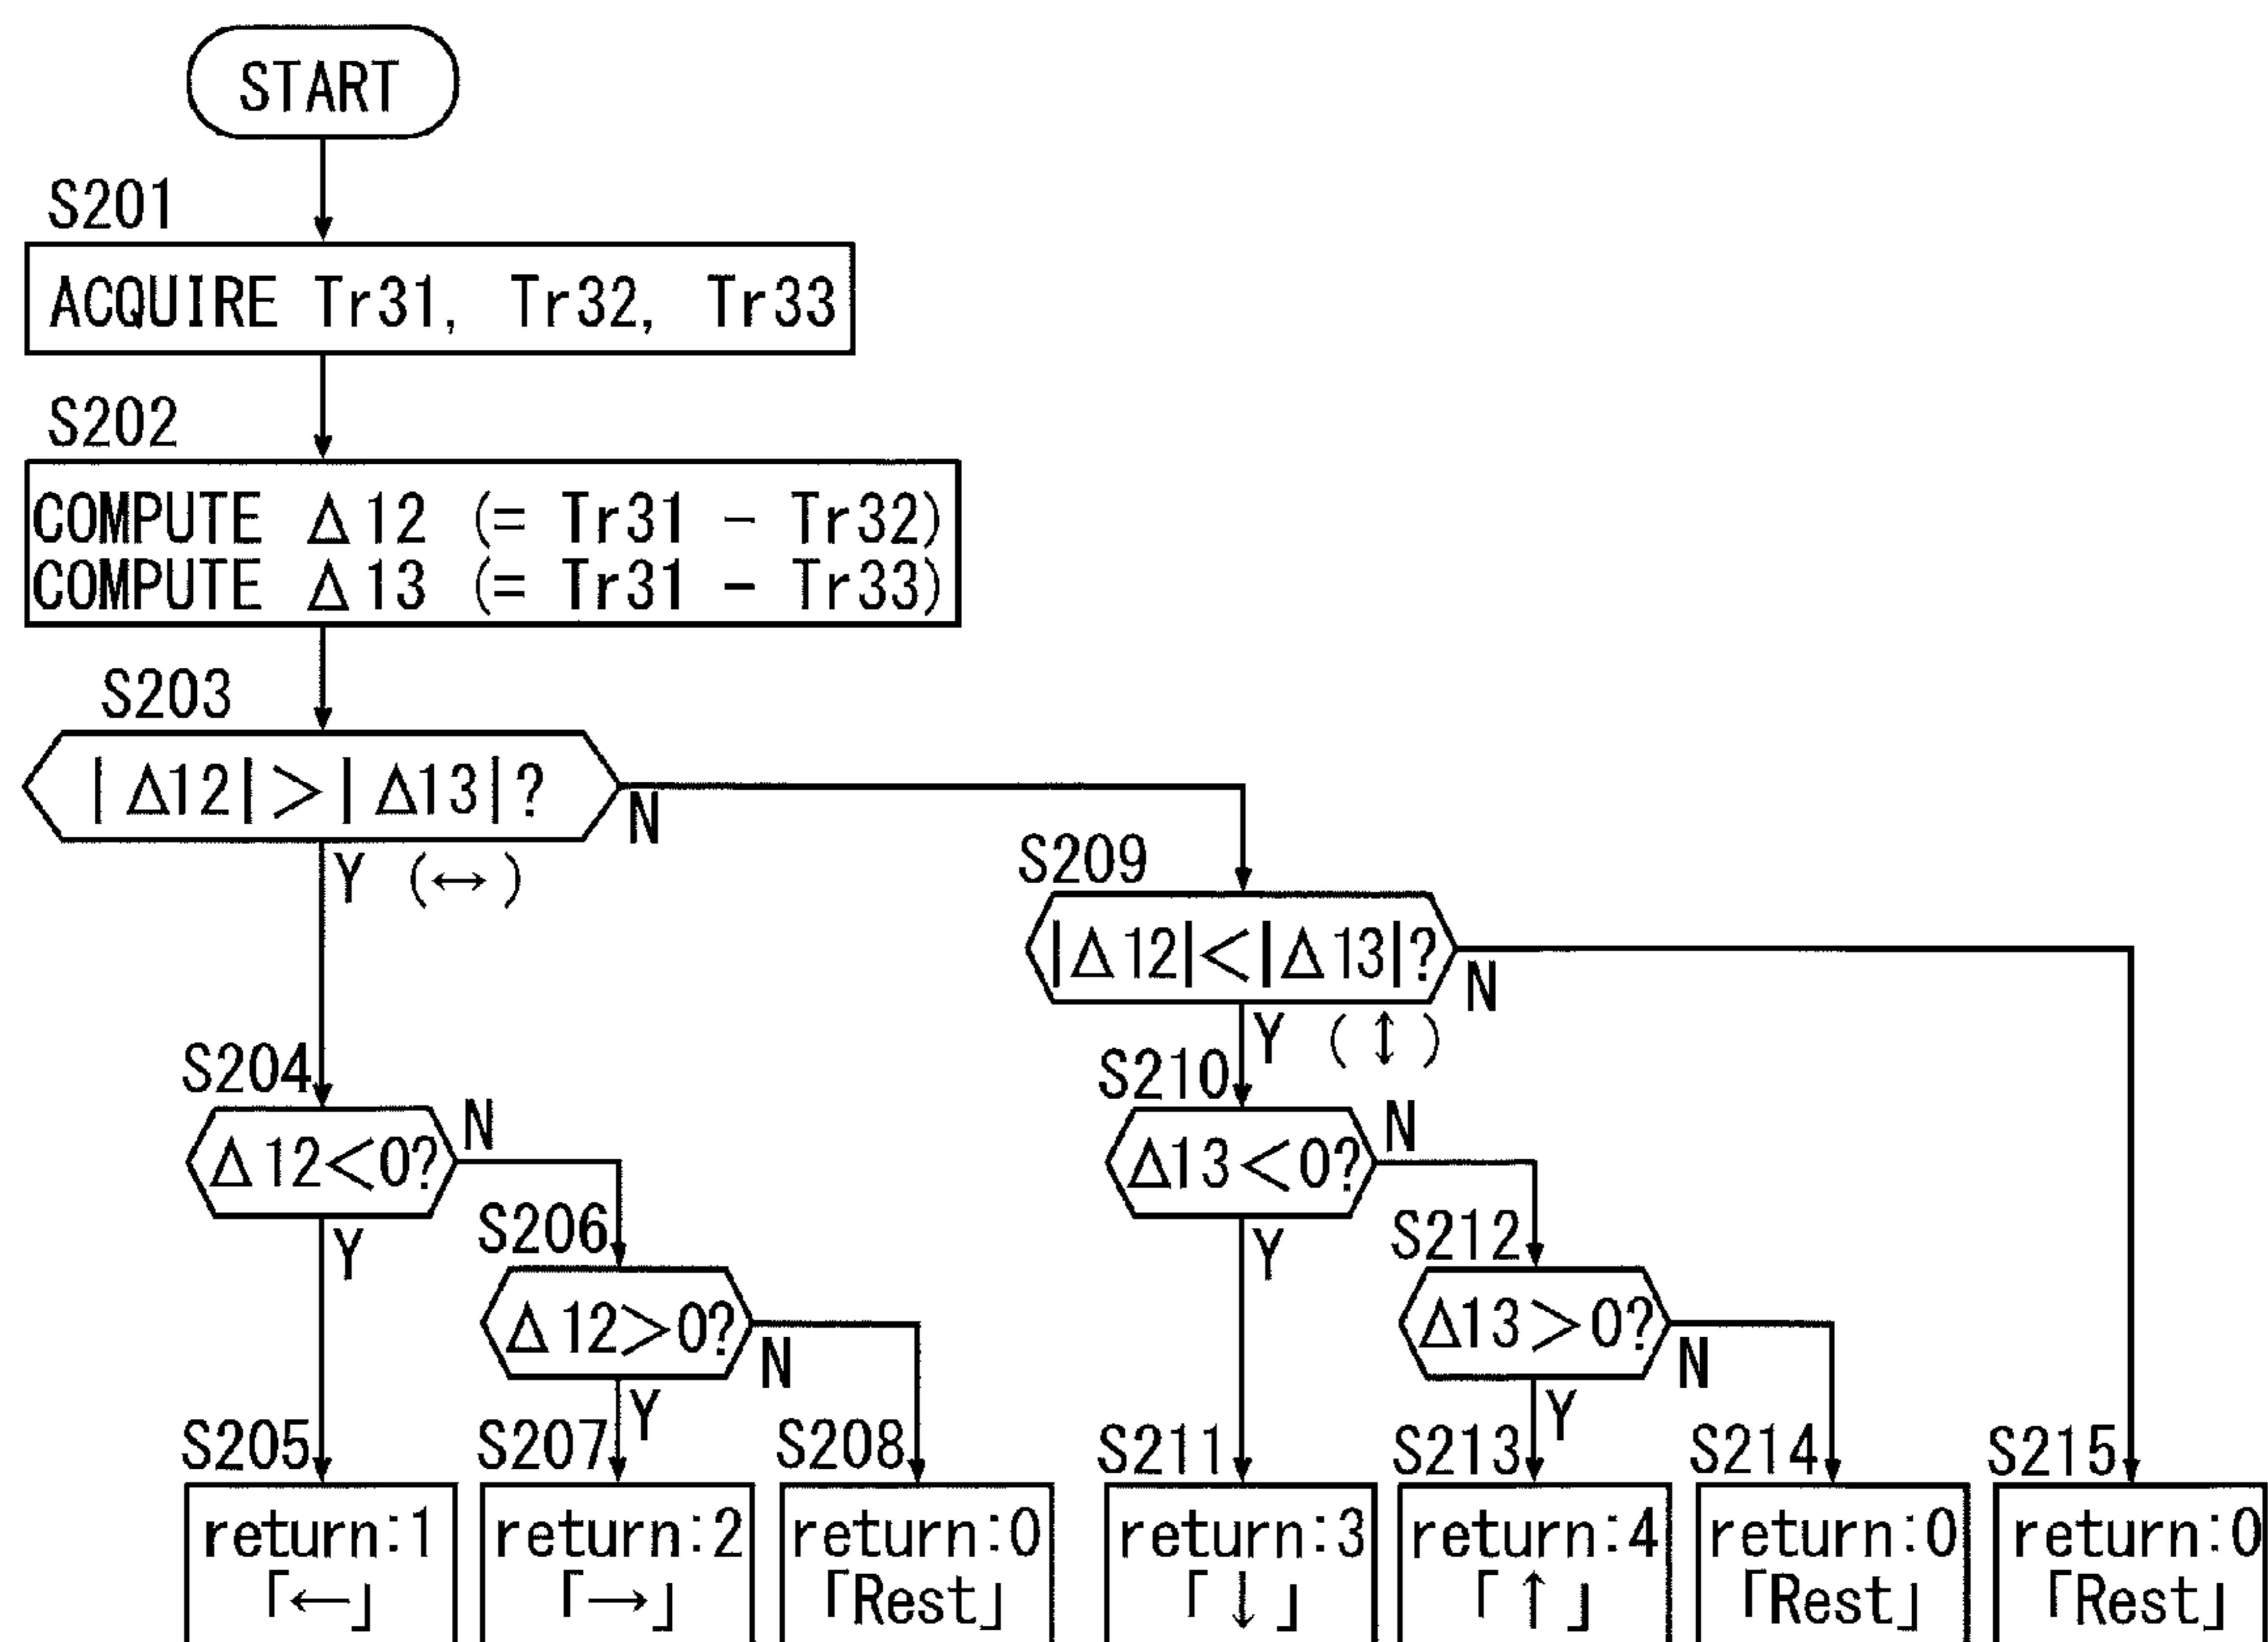 START
S201
ACQUIRE Tr31, Tr32, Tr33
S202
COMPUTE Δ12 (= Tr31 - Tr32)
COMPUTE Δ13 (= Tr31 - Tr33)
S203
|Δ12|>|Δ13|?
N
Y (↔)
S209
|Δ12|<|Δ13|?
N
Y (↕)
S204
Δ12<0?
N
Y
S206
Δ12>0?
N
Y
S210
Δ13<0?
N
Y
S212
Δ13>0?
N
Y
S205
return:1
「←」
S207
return:2
「→」
S208
return:0
「Rest」
S211
return:3
「↓」
S213
return:4
「↑」
S214
return:0
「Rest」
S215
return:0
「Rest」